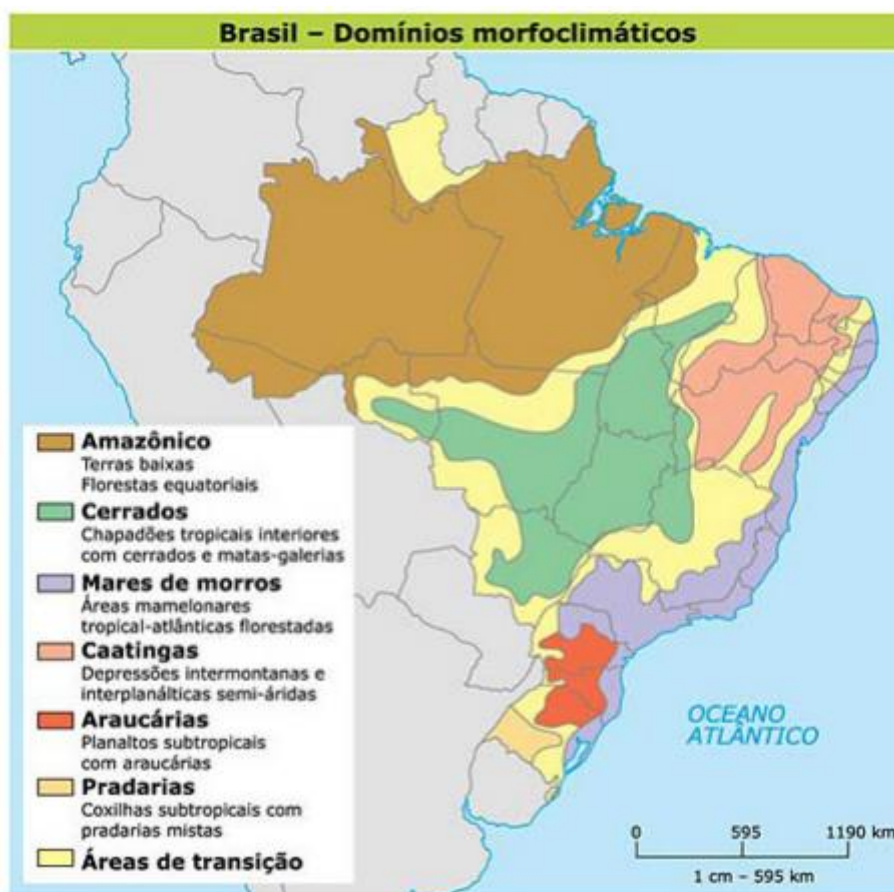 Brasil – Domínios morfoclimáticos
Amazônico
Terras baixas
Florestas equatoriais
Cerrados
Chapadões tropicais interiores
com cerrados e matas-galerias
Mares de morros
Áreas mamelonares
tropical-atlânticas florestadas
Caatingas
Depressões intermontanas e
interplanálticas semi-áridas
Araucárias
Planaltos subtropicais
com araucárias
Pradarias
Coxilhas subtropicais com
pradarias mistas
Áreas de transição
OCEANO
ATLÂNTICO
0 595 1190 km
1 cm – 595 km